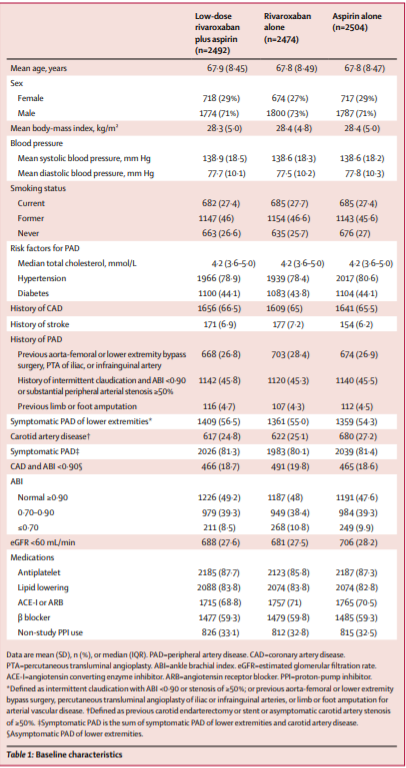 Low-dose rivaroxaban plus aspirin (n=2492) Rivaroxaban alone (n=2474) Aspirin alone (n=2504)
Mean age, years 67·9 (8·45) 67·8 (8·49) 67·8 (8·47)
Sex
Female 718 (29%) 674 (27%) 717 (29%)
Male 1774 (71%) 1800 (73%) 1787 (71%)
Mean body-mass index, kg/m² 28·3 (5·0) 28·4 (4·8) 28·4 (5·0)
Blood pressure
Mean systolic blood pressure, mm Hg 138·9 (18·5) 138·6 (18·3) 138·6 (18·2)
Mean diastolic blood pressure, mm Hg 77·7 (10·1) 77·5 (10·2) 77·8 (10·3)
Smoking status
Current 682 (27·4) 685 (27·7) 685 (27·4)
Former 1147 (46) 1154 (46·6) 1143 (45·6)
Never 663 (26·6) 635 (25·7) 676 (27)
Risk factors for PAD
Median total cholesterol, mmol/L 4·2 (3·6–5·0) 4·2 (3·6–5·0) 4·2 (3·6–5·0)
Hypertension 1966 (78·9) 1939 (78·4) 2017 (80·6)
Diabetes 1100 (44·1) 1083 (43·8) 1104 (44·1)
History of CAD 1656 (66·5) 1609 (65) 1641 (65·5)
History of stroke 171 (6·9) 177 (7·2) 154 (6·2)
History of PAD
Previous aorta-femoral or lower extremity bypass 668 (26·8) 703 (28·4) 674 (26·9)
surgery, PTA of iliac, or infrainguinal artery
History of intermittent claudication and ABI <0·90 1142 (45·8) 1120 (45·3) 1140 (45·5)
or substantial peripheral arterial stenosis ≥50%
Previous limb or foot amputation 116 (4·7) 107 (4·3) 112 (4·5)
Symptomatic PAD of lower extremities* 1409 (56·5) 1361 (55·0) 1359 (54·3)
Carotid artery disease† 617 (24·8) 622 (25·1) 680 (27·2)
Symptomatic PAD‡ 2026 (81·3) 1983 (80·1) 2039 (81·4)
CAD and ABI <0·90§ 466 (18·7) 491 (19·8) 465 (18·6)
ABI
Normal ≥0·90 1226 (49·2) 1187 (48) 1191 (47·6)
0·70–0·90 979 (39·3) 949 (38·4) 984 (39·3)
≤0·70 211 (8·5) 268 (10·8) 249 (9·9)
eGFR <60 mL/min 688 (27·6) 681 (27·5) 706 (28·2)
Medications
Antiplatelet 2185 (87·7) 2123 (85·8) 2187 (87·3)
Lipid lowering 2088 (83·8) 2074 (83·8) 2074 (82·8)
ACE-I or ARB 1715 (68·8) 1757 (71) 1765 (70·5)
β blocker 1477 (59·3) 1479 (59·8) 1485 (59·3)
Non-study PPI use 826 (33·1) 812 (32·8) 815 (32·5)
Data are mean (SD), n (%), or median (IQR). PAD=peripheral artery disease. CAD=coronary artery disease.
PTA=percutaneous transluminal angioplasty. ABI=ankle brachial index. eGFR=estimated glomerular filtration rate.
ACE-I=angiotensin converting enzyme inhibitor. ARB=angiotensin receptor blocker. PPI=proton-pump inhibitor.
*Defined as intermittent claudication with ABI <0·90 or stenosis of ≥50%; or previous aorta-femoral or lower extremity
bypass surgery, percutaneous transluminal angioplasty of iliac or infrainguinal arteries, or limb or foot amputation for
arterial vascular disease. †Defined as previous carotid endarterectomy or stent or asymptomatic carotid artery stenosis
of ≥50%. ‡Symptomatic PAD is the sum of symptomatic PAD of lower extremities and carotid artery disease.
§Asymptomatic PAD of lower extremities.
Table 1: Baseline characteristics